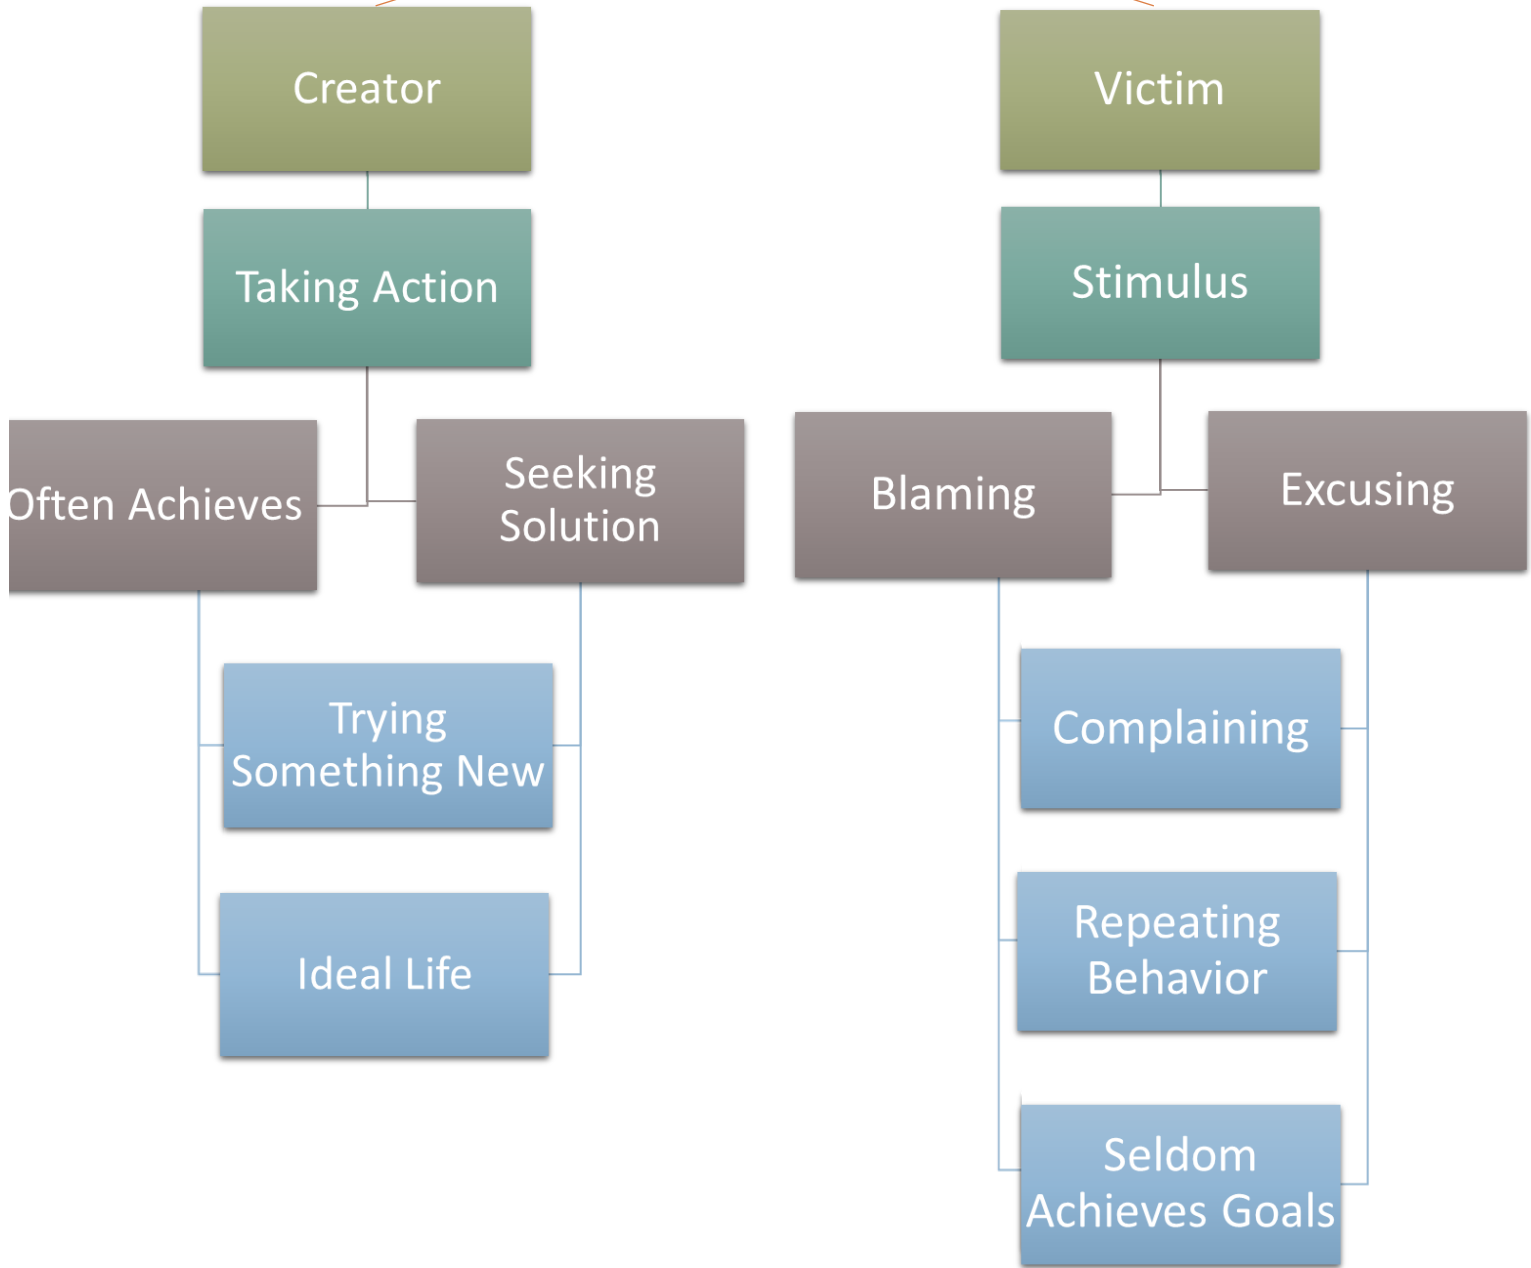 Creator
Victim
Taking Action
Stimulus
Often Achieves
Seeking
Solution
Blaming
Excusing
Trying
Something New
Complaining
Ideal Life
Repeating
Behavior
Seldom
Achieves Goals